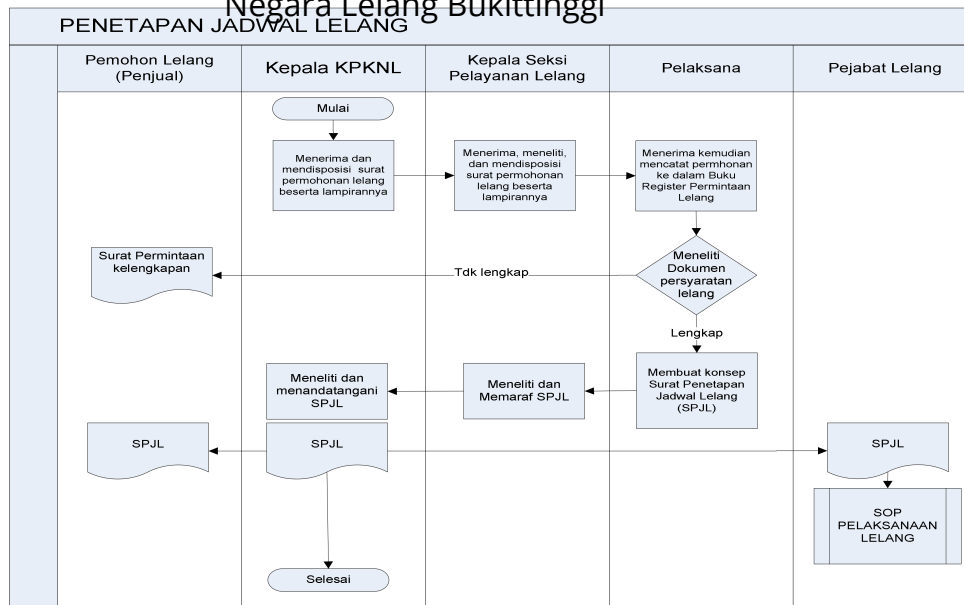 Negara Lelang Bukittinggi
PENETAPAN JADWAL LELANG
Pemohon Lelang
(Penjual)
Kepala KPKNL
Kepala Seksi
Pelayanan Lelang
Pelaksana
Pejabat Lelang
Mulai
Menerima dan
mendisposisi surat
permohonan lelang
beserta lampirannya
Menerima, meneliti,
dan mendisposisi
surat permohonan
lelang beserta
lampirannya
Menerima kemudian
mencatat permhonan
ke dalam Buku
Register Permintaan
Lelang
Surat Permintaan
kelengkapan
Tdk lengkap
Meneliti
Dokumen
persyaratan
lelang
Lengkap
Meneliti dan
menandatangani
SPJL
Meneliti dan
Memaraf SPJL
Membuat konsep
Surat Penetapan
Jadwal Lelang
(SPJL)
SPJL
SPJL
SPJL
SOP
PELAKSANAAN
LELANG
Selesai